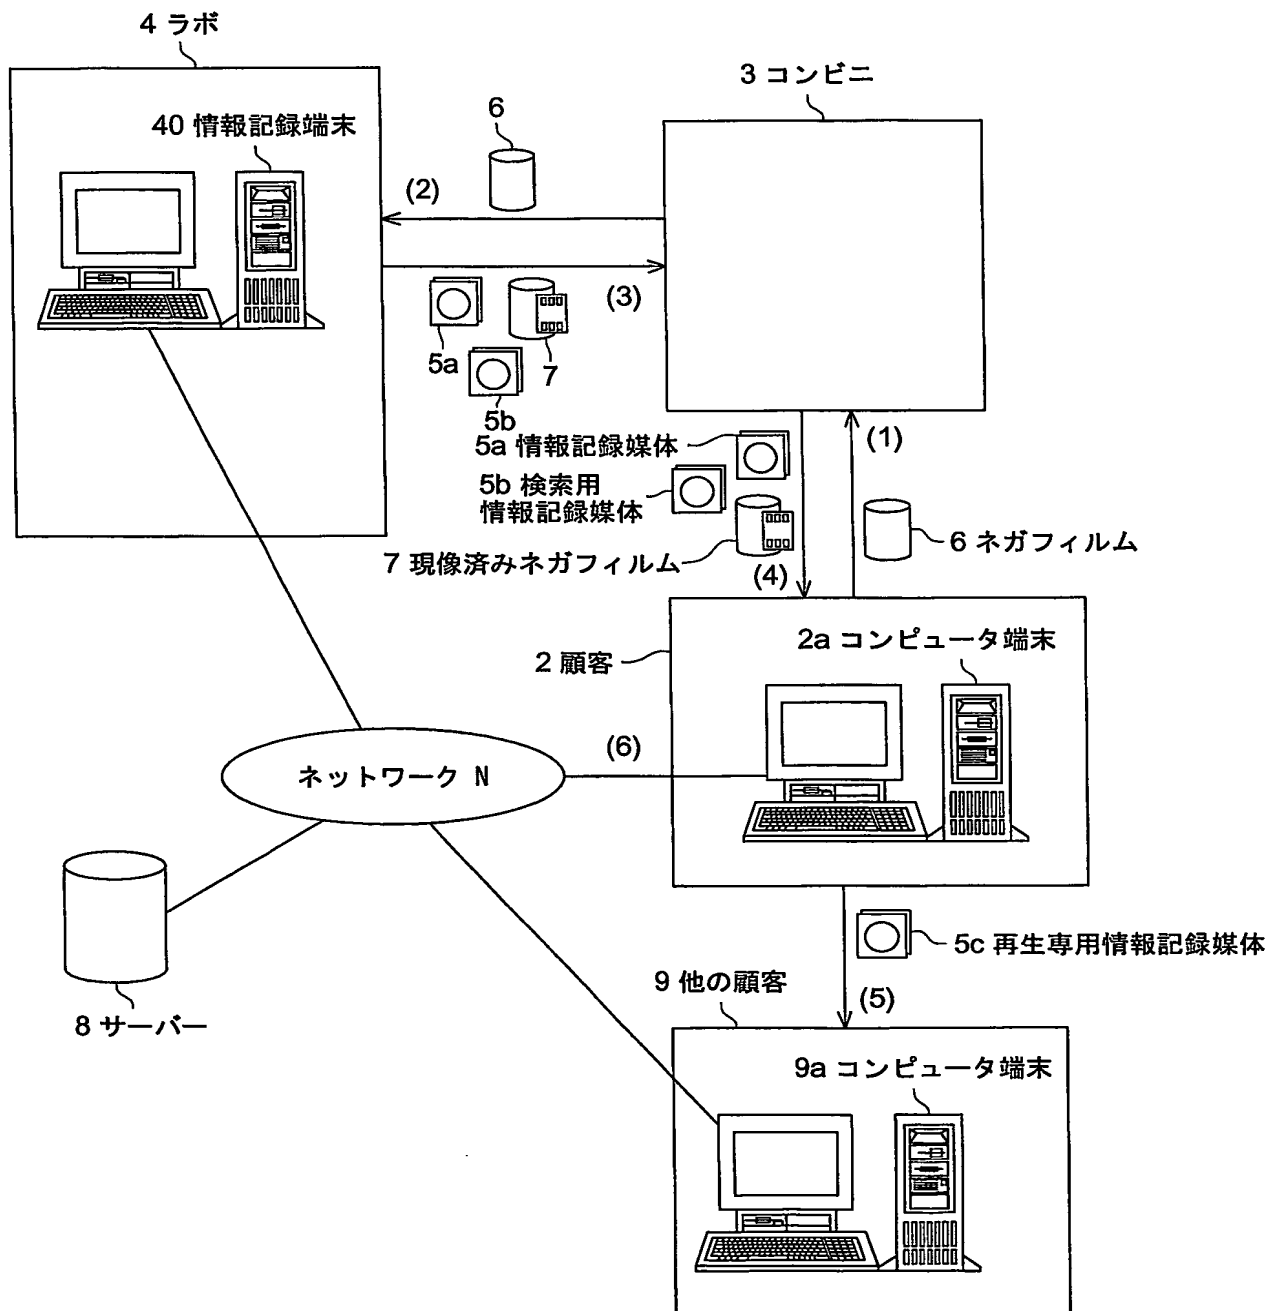 4 ラボ
3 コンビニ
40 情報記録端末
6
(2)
(3)
5a
7
5b
5a 情報記録媒体
(1)
5b 検索用
情報記録媒体
6 ネガフィルム
7 現像済みネガフィルム
(4)
2a コンピュータ端末
2 顧客
(6)
ネットワーク N
5c 再生専用情報記録媒体
9 他の顧客
(5)
8 サーバー
9a コンピュータ端末